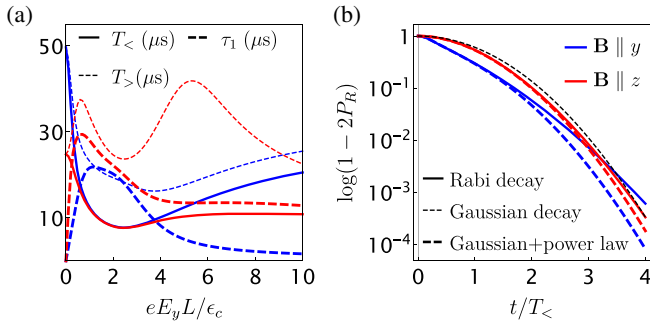 (a)
T< (μs) τ1 (μs)
T> (μs)
50
30
10
0 2 4 6 8 10
eEyL/ϵc
(b)
B ∥ y
B ∥ z
1
10⁻¹
10⁻²
10⁻³
10⁻⁴
log(1 − 2PR)
Rabi decay
Gaussian decay
Gaussian+power law
0 1 2 3 4
t/T<